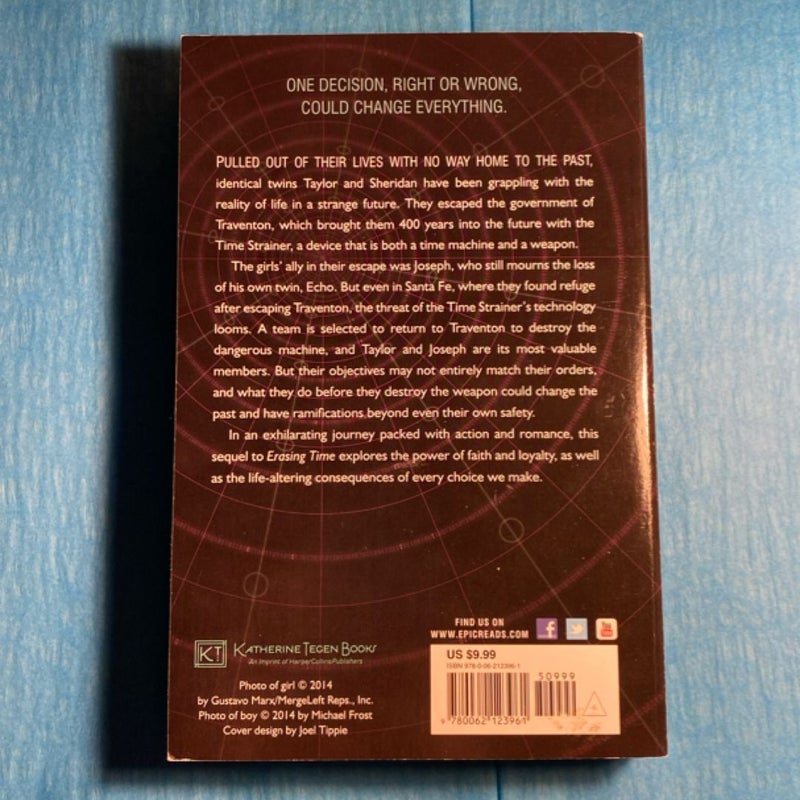 ONE DECISION, RIGHT OR WRONG,
COULD CHANGE EVERYTHING.
PULLED OUT OF THEIR LIVES WITH NO WAY HOME TO THE PAST,
identical twins Taylor and Sheridan have been grappling with the
reality of life in a strange future. They escaped the government of
Traventon, which brought them 400 years into the future with the
Time Strainer, a device that is both a time machine and a weapon.
The girls' ally in their escape was Joseph, who still mourns the loss
of his own twin, Echo. But even in Santa Fe, where they found refuge
after escaping Traventon, the threat of the Time Strainer's technology
looms. A team is selected to return to Traventon to destroy the
dangerous machine, and Taylor and Joseph are its most valuable
members. But their objectives may not entirely match their orders,
and what they do before they destroy the weapon could change the
past and have ramifications beyond even their own safety.
In an exhilarating journey packed with action and romance, this
sequel to Erasing Time explores the power of faith and loyalty, as well
as the life-altering consequences of every choice we make.
FIND US ON
WWW.EPICREADS.COM
KT
KATHERINE TEGEN BOOKS
An Imprint of HarperCollinsPublishers
Photo of girl © 2014
by Gustavo Marx/MergeLeft Reps., Inc.
Photo of boy © 2014 by Michael Frost
Cover design by Joel Tippie
US $9.99
ISBN 978-0-06-212396-1
50999
9 780062 123961